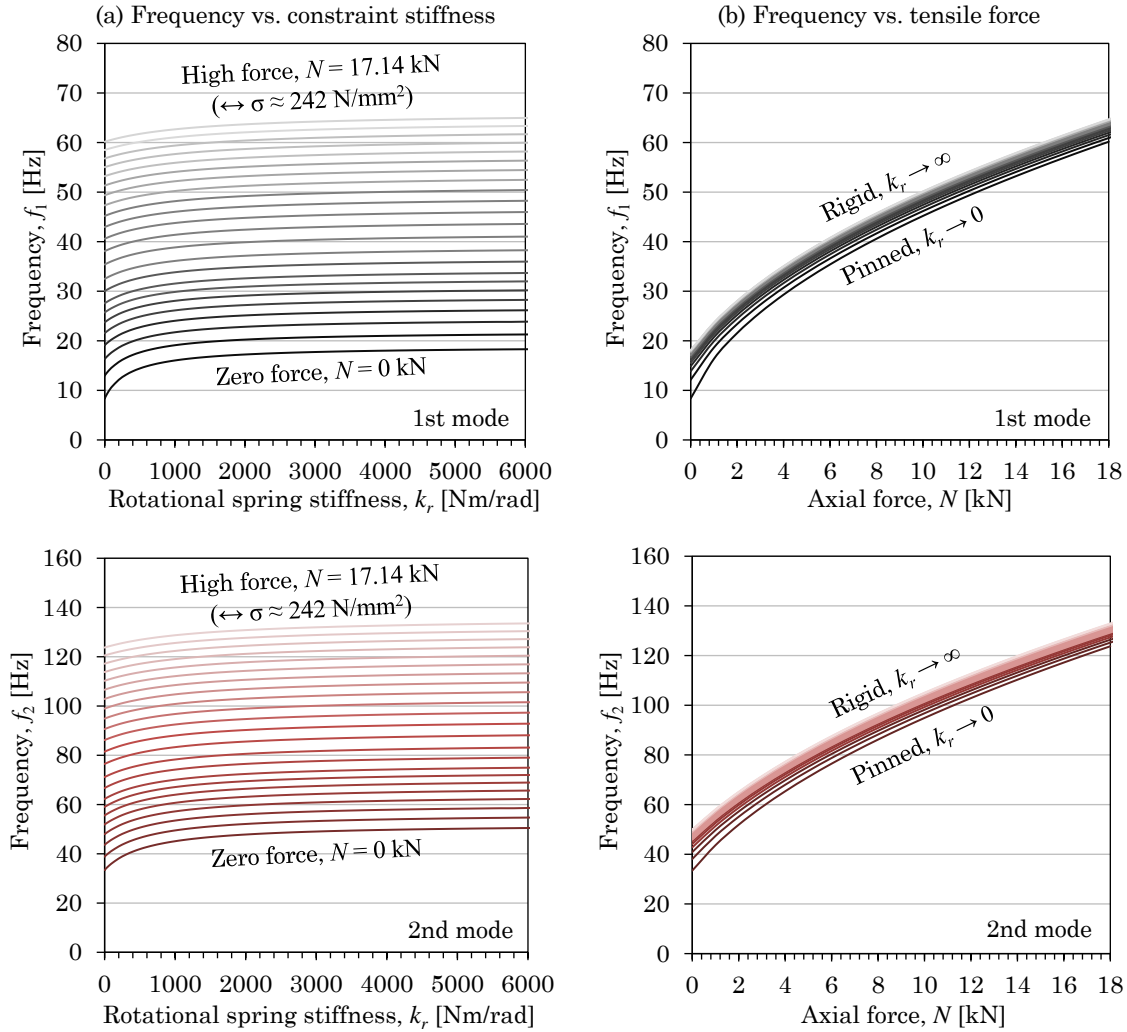 (a) Frequency vs. constraint stiffness
80
70
60
50
40
30
20
10
0
Frequency, f₁ [Hz]
High force, N = 17.14 kN
(↔ σ ≈ 242 N/mm²)
Zero force, N = 0 kN
1st mode
0 1000 2000 3000 4000 5000 6000
Rotational spring stiffness, kᵣ [Nm/rad]
(b) Frequency vs. tensile force
80
70
60
50
40
30
20
10
0
Frequency, f₁ [Hz]
Rigid, kᵣ → ∞
Pinned, kᵣ → 0
1st mode
0 2 4 6 8 10 12 14 16 18
Axial force, N [kN]
160
140
120
100
80
60
40
20
0
Frequency, f₂ [Hz]
High force, N = 17.14 kN
(↔ σ ≈ 242 N/mm²)
Zero force, N = 0 kN
2nd mode
0 1000 2000 3000 4000 5000 6000
Rotational spring stiffness, kᵣ [Nm/rad]
160
140
120
100
80
60
40
20
0
Frequency, f₂ [Hz]
Rigid, kᵣ → ∞
Pinned, kᵣ → 0
2nd mode
0 2 4 6 8 10 12 14 16 18
Axial force, N [kN]